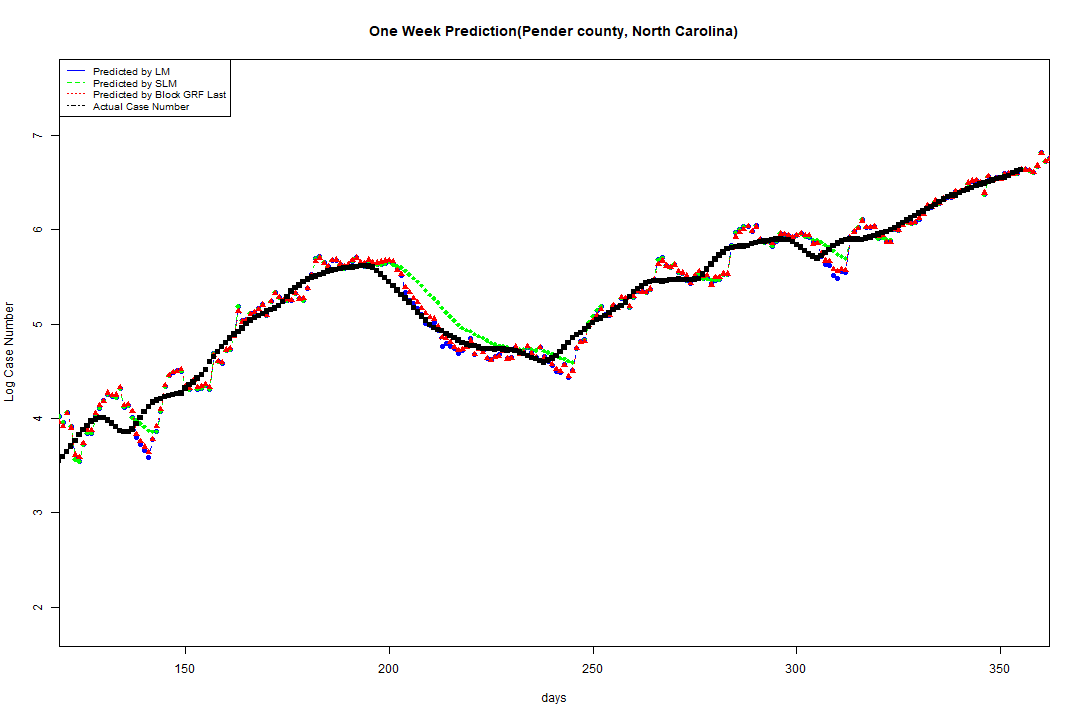 One Week Prediction(Pender county, North Carolina)
Predicted by LM
Predicted by SLM
Predicted by Block GRF Last
Actual Case Number
7
6
5
4
3
2
Log Case Number
150 200 250 300 350
days